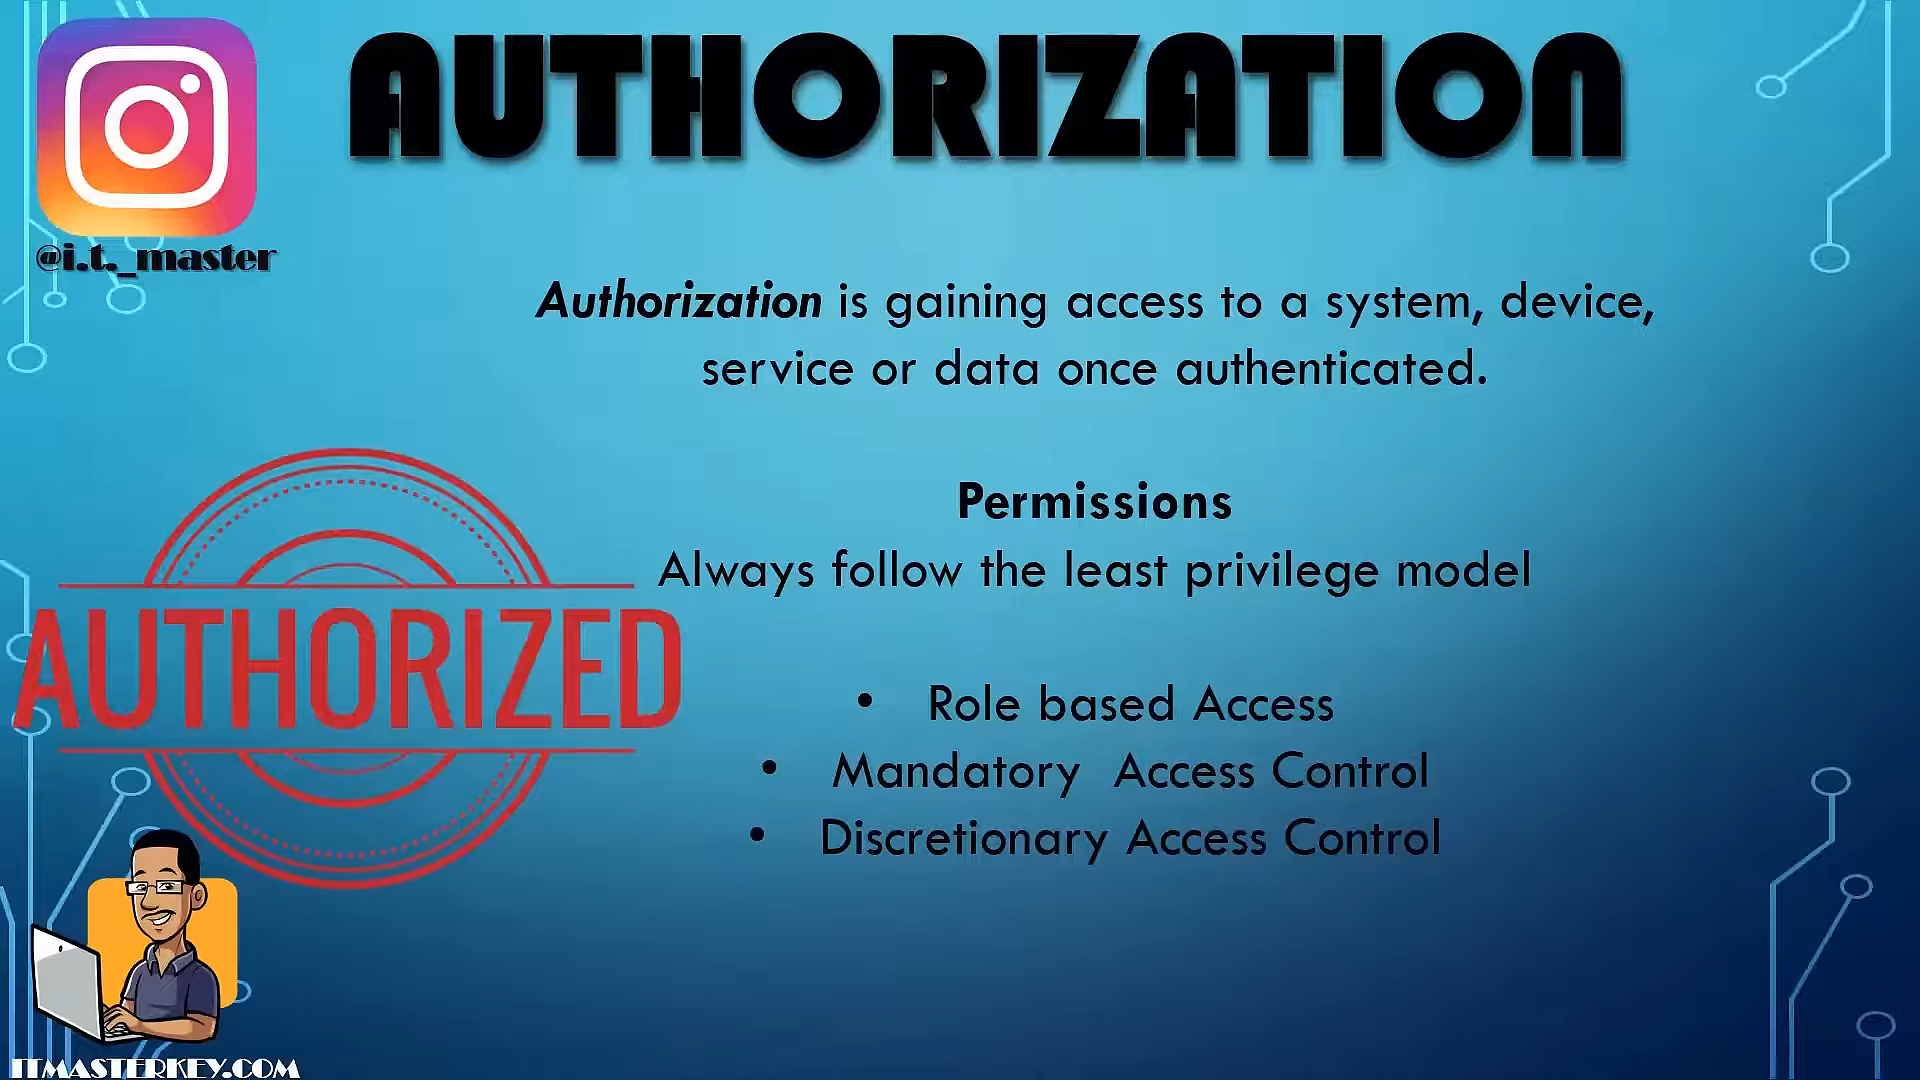 AUTHORIZATION
@i.t._master
Authorization is gaining access to a system, device,
service or data once authenticated.
Permissions
Always follow the least privilege model
AUTHORIZED
• Role based Access
• Mandatory Access Control
• Discretionary Access Control
ITMASTERKEY.COM